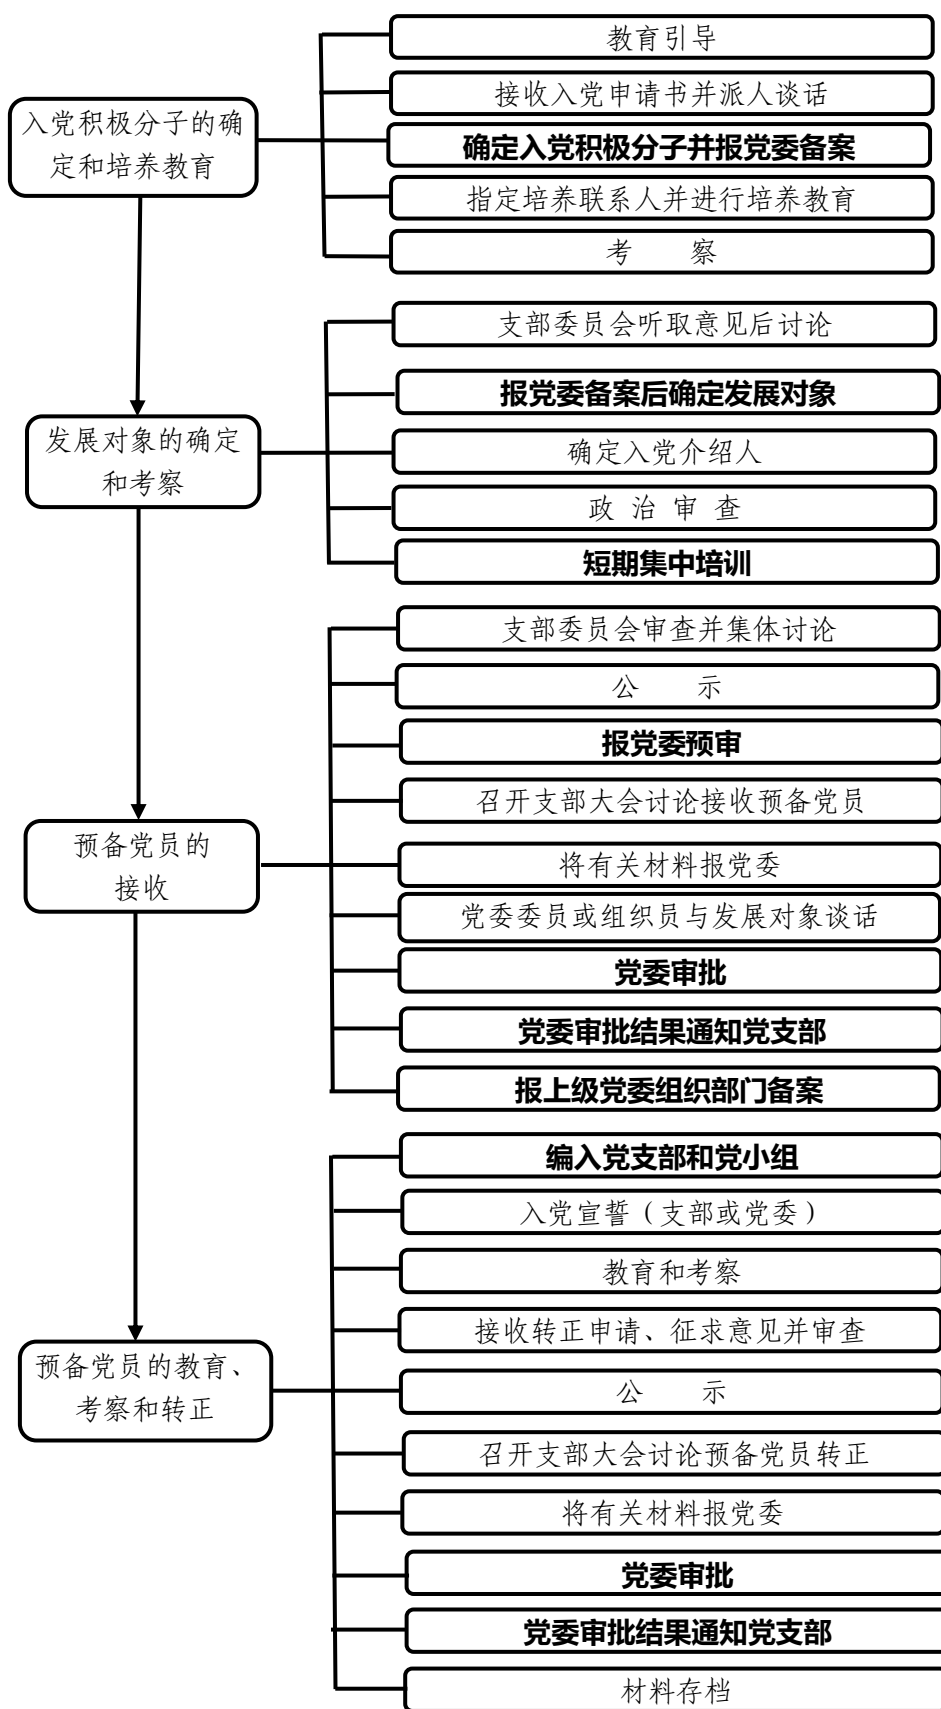 入党积极分子的确
定和培养教育
教育引导
接收入党申请书并派人谈话
确定入党积极分子并报党委备案
指定培养联系人并进行培养教育
考 察
发展对象的确定
和考察
支部委员会听取意见后讨论
报党委备案后确定发展对象
确定入党介绍人
政 治 审 查
短期集中培训
预备党员的
接收
支部委员会审查并集体讨论
公 示
报党委预审
召开支部大会讨论接收预备党员
将有关材料报党委
党委委员或组织员与发展对象谈话
党委审批
党委审批结果通知党支部
报上级党委组织部门备案
预备党员的教育、
考察和转正
编入党支部和党小组
入党宣誓（支部或党委）
教育和考察
接收转正申请、征求意见并审查
公 示
召开支部大会讨论预备党员转正
将有关材料报党委
党委审批
党委审批结果通知党支部
材料存档